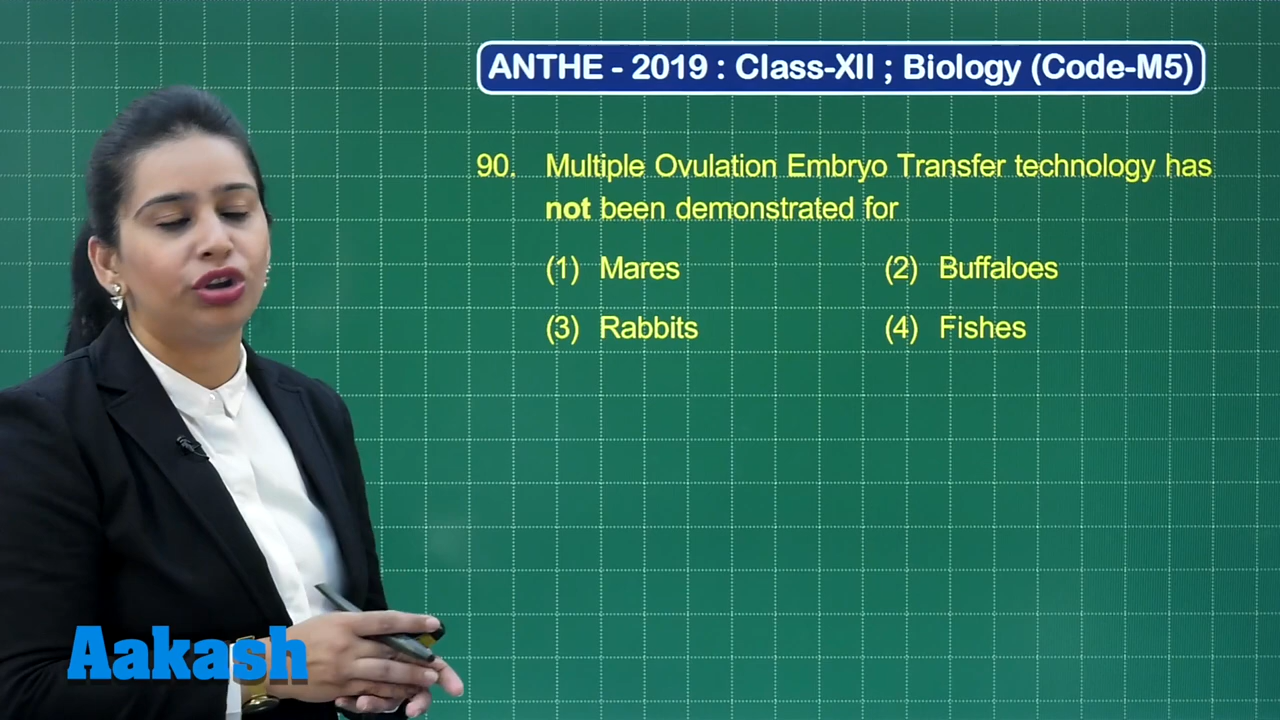 ANTHE - 2019 : Class-XII ; Biology (Code-M5)
90. Multiple Ovulation Embryo Transfer technology has
not been demonstrated for
(1) Mares (2) Buffaloes
(3) Rabbits (4) Fishes
Aakash